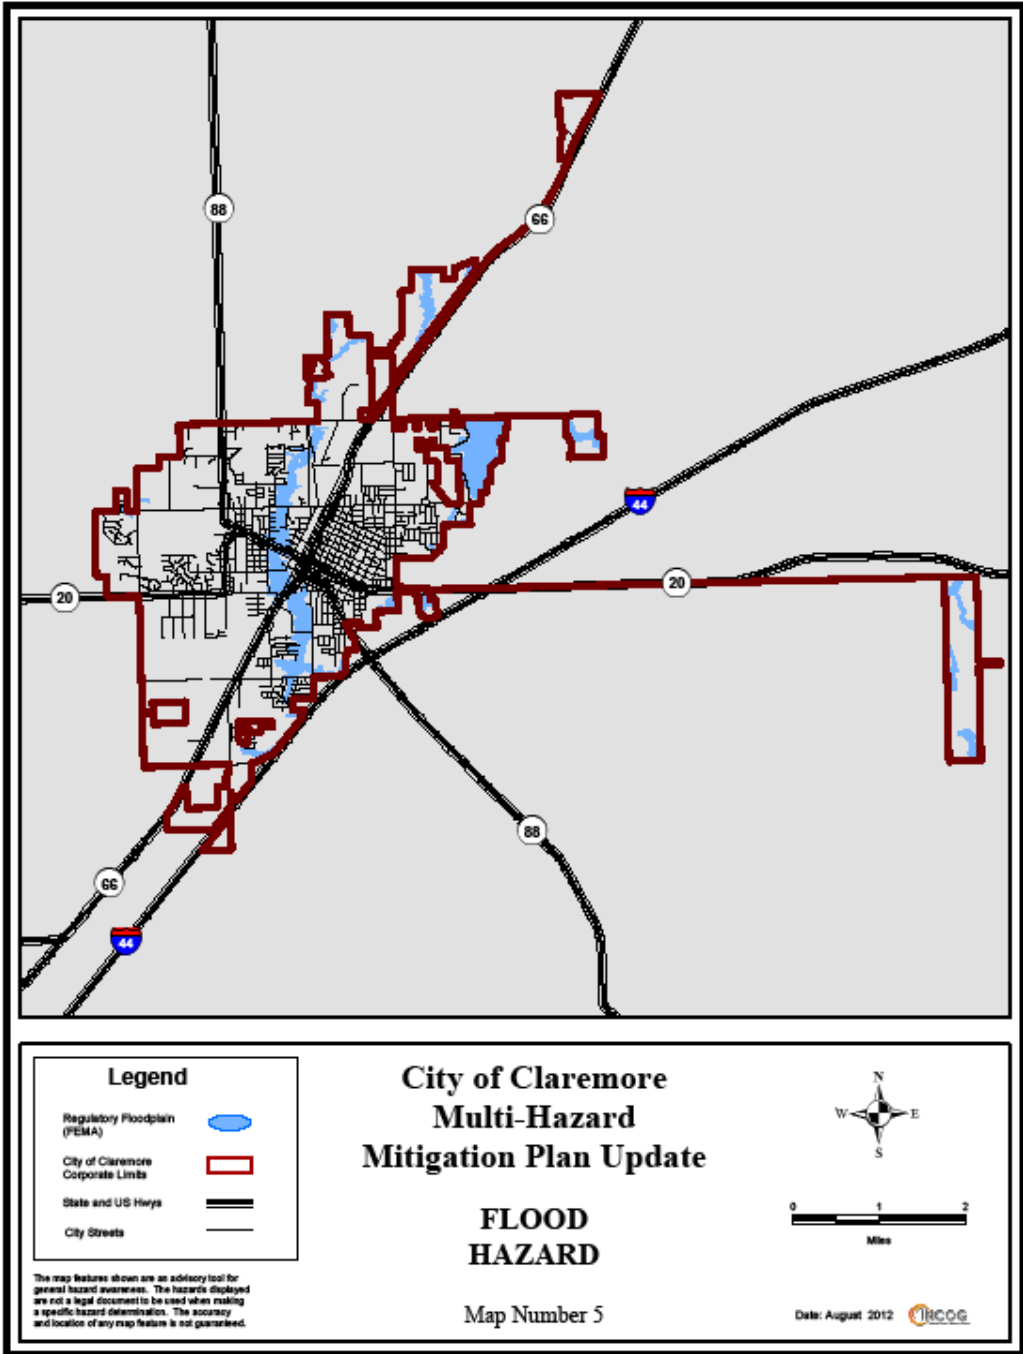 88
66
44
20
20
88
66
44
Legend
Regulatory Floodplain
(FEMA)
City of Claremore
Corporate Limits
State and US Hwys
City Streets
The map features shown are an advisory tool for
general hazard awareness. The hazards displayed
are not a legal document to be used when making
a specific hazard determination. The accuracy
and location of any map feature is not guaranteed.
City of Claremore
Multi-Hazard
Mitigation Plan Update
FLOOD
HAZARD
Map Number 5
N
W E
S
0 1 2
Miles
Date: August 2012
INCOG